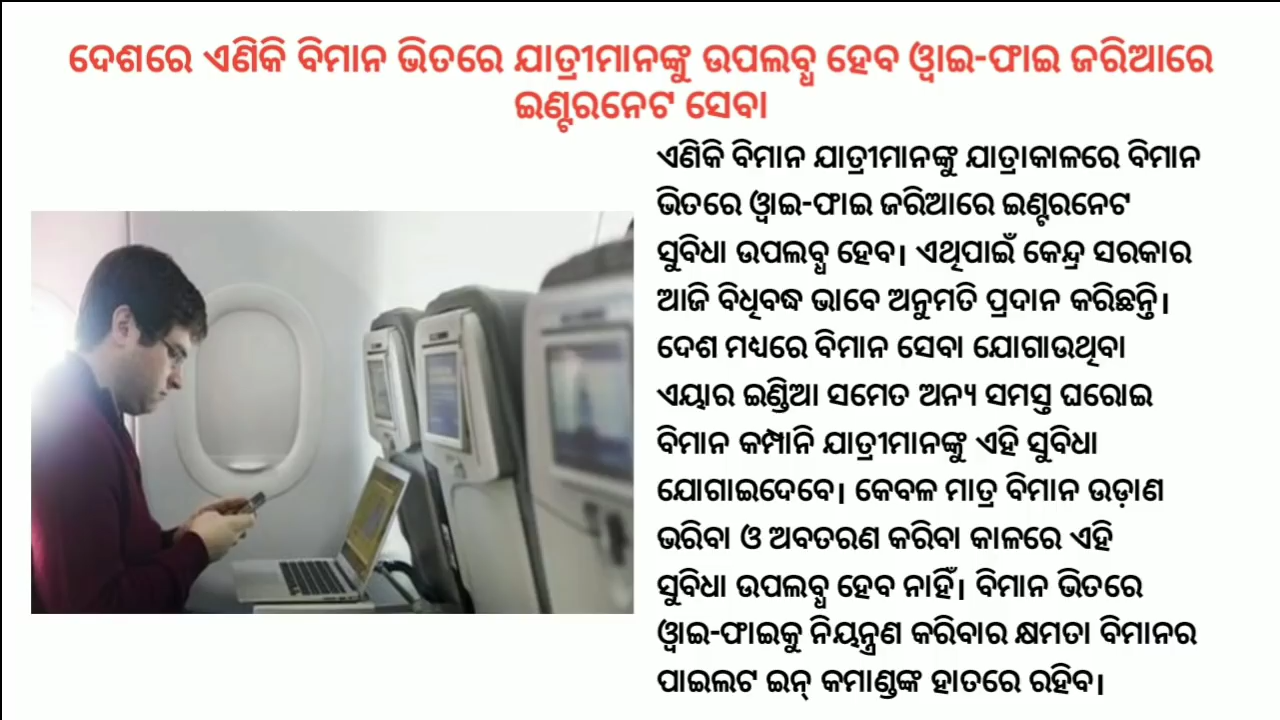 ଦେଶରେ ଏଣିକି ବିମାନ ଭିତରେ ଯାତ୍ରୀମାନଙ୍କୁ ଉପଲବ୍ଧ ହେବ ୱାଇ-ଫାଇ ଜରିଆରେ
ଇଣ୍ଟରନେଟ ସେବା
ଏଣିକି ବିମାନ ଯାତ୍ରୀମାନଙ୍କୁ ଯାତ୍ରାକାଳରେ ବିମାନ
ଭିତରେ ୱାଇ-ଫାଇ ଜରିଆରେ ଇଣ୍ଟରନେଟ
ସୁବିଧା ଉପଲବ୍ଧ ହେବ। ଏଥିପାଇଁ କେନ୍ଦ୍ର ସରକାର
ଆଜି ବିଧିବଦ୍ଧ ଭାବେ ଅନୁମତି ପ୍ରଦାନ କରିଛନ୍ତି।
ଦେଶ ମଧ୍ୟରେ ବିମାନ ସେବା ଯୋଗାଉଥିବା
ଏୟାର ଇଣ୍ଡିଆ ସମେତ ଅନ୍ୟ ସମସ୍ତ ଘରୋଇ
ବିମାନ କମ୍ପାନି ଯାତ୍ରୀମାନଙ୍କୁ ଏହି ସୁବିଧା
ଯୋଗାଇଦେବେ। କେବଳ ମାତ୍ର ବିମାନ ଉଡ଼ାଣ
ଭରିବା ଓ ଅବତରଣ କରିବା କାଳରେ ଏହି
ସୁବିଧା ଉପଲବ୍ଧ ହେବ ନାହିଁ। ବିମାନ ଭିତରେ
ୱାଇ-ଫାଇକୁ ନିୟନ୍ତ୍ରଣ କରିବାର କ୍ଷମତା ବିମାନର
ପାଇଲଟ ଇନ୍ କମାଣ୍ଡଙ୍କ ହାତରେ ରହିବ।